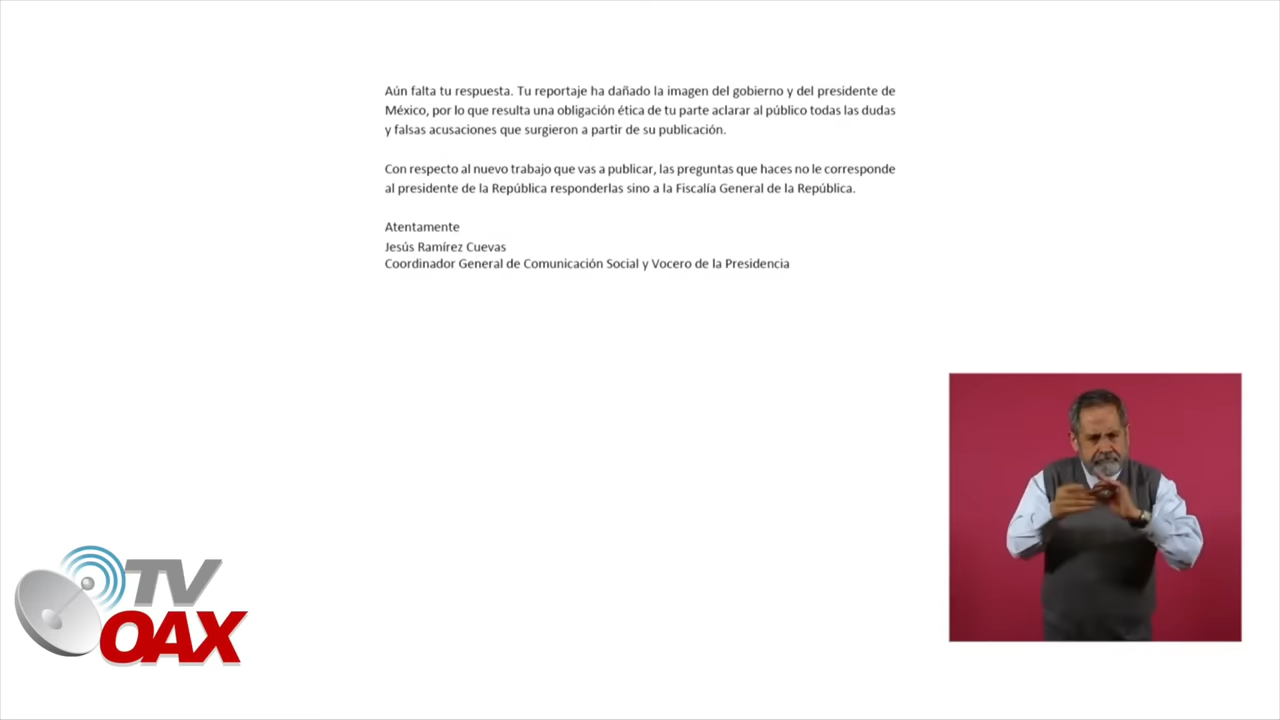 Aún falta tu respuesta. Tu reportaje ha dañado la imagen del gobierno y del presidente de
México, por lo que resulta una obligación ética de tu parte aclarar al público todas las dudas
y falsas acusaciones que surgieron a partir de su publicación.
Con respecto al nuevo trabajo que vas a publicar, las preguntas que haces no le corresponde
al presidente de la República responderlas sino a la Fiscalía General de la República.
Atentamente
Jesús Ramírez Cuevas
Coordinador General de Comunicación Social y Vocero de la Presidencia
TV
OAX